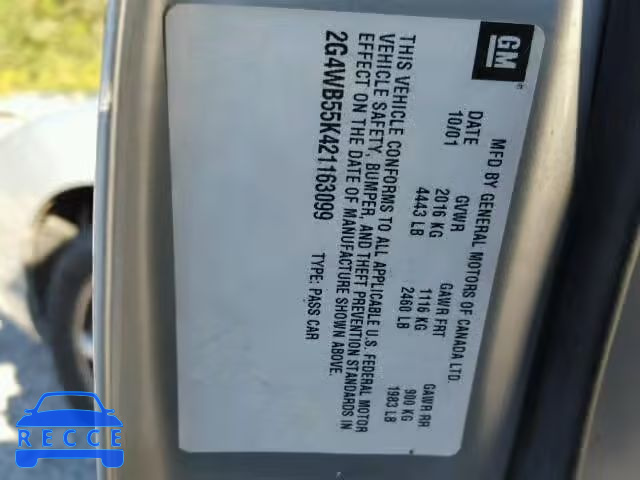 GM
MFD BY GENERAL MOTORS OF CANADA LTD.
DATE GVWR GAWR FRT GAWR RR
10/01 2016 KG 1116 KG 900 KG
4443 LB 2460 LB 1983 LB
THIS VEHICLE CONFORMS TO ALL APPLICABLE U.S. FEDERAL MOTOR
VEHICLE SAFETY, BUMPER, AND THEFT PREVENTION STANDARDS IN
EFFECT ON THE DATE OF MANUFACTURE SHOWN ABOVE.
2G4WB55K421163099 TYPE: PASS CAR
RECCE